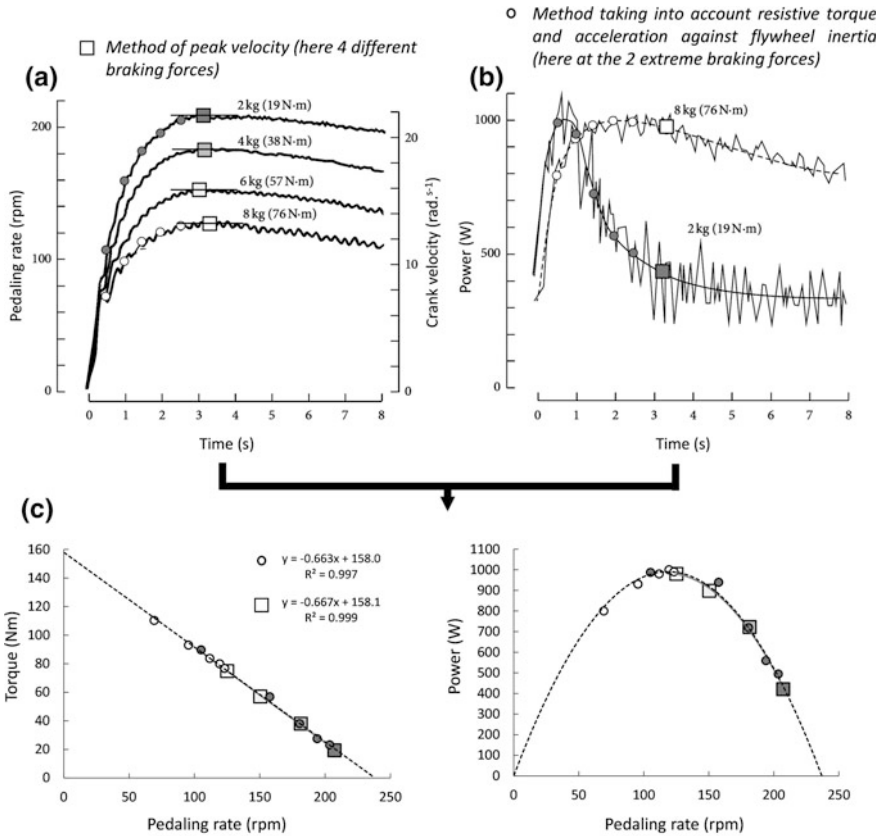 Method of peak velocity (here 4 different
braking forces)
Method taking into account resistive torque
and acceleration against flywheel inertia
(here at the 2 extreme braking forces)
(a)
200
100
0
Pedaling rate (rpm)
2 kg (19 N·m)
4 kg (38 N·m)
6 kg (57 N·m)
8 kg (76 N·m)
20
10
0
Crank velocity (rad.s-1)
0 1 2 3 4 5 6 7 8
Time (s)
(b)
1000
500
0
Power (W)
8 kg (76 N·m)
2 kg (19 N·m)
0 1 2 3 4 5 6 7 8
Time (s)
(c)
160
140
120
100
80
60
40
20
0
Torque (Nm)
y = -0.663x + 158.0
R² = 0.997
y = -0.667x + 158.1
R² = 0.999
0 50 100 150 200 250
Pedaling rate (rpm)
1100
1000
900
800
700
600
500
400
300
200
100
0
Power (W)
0 50 100 150 200 250
Pedaling rate (rpm)